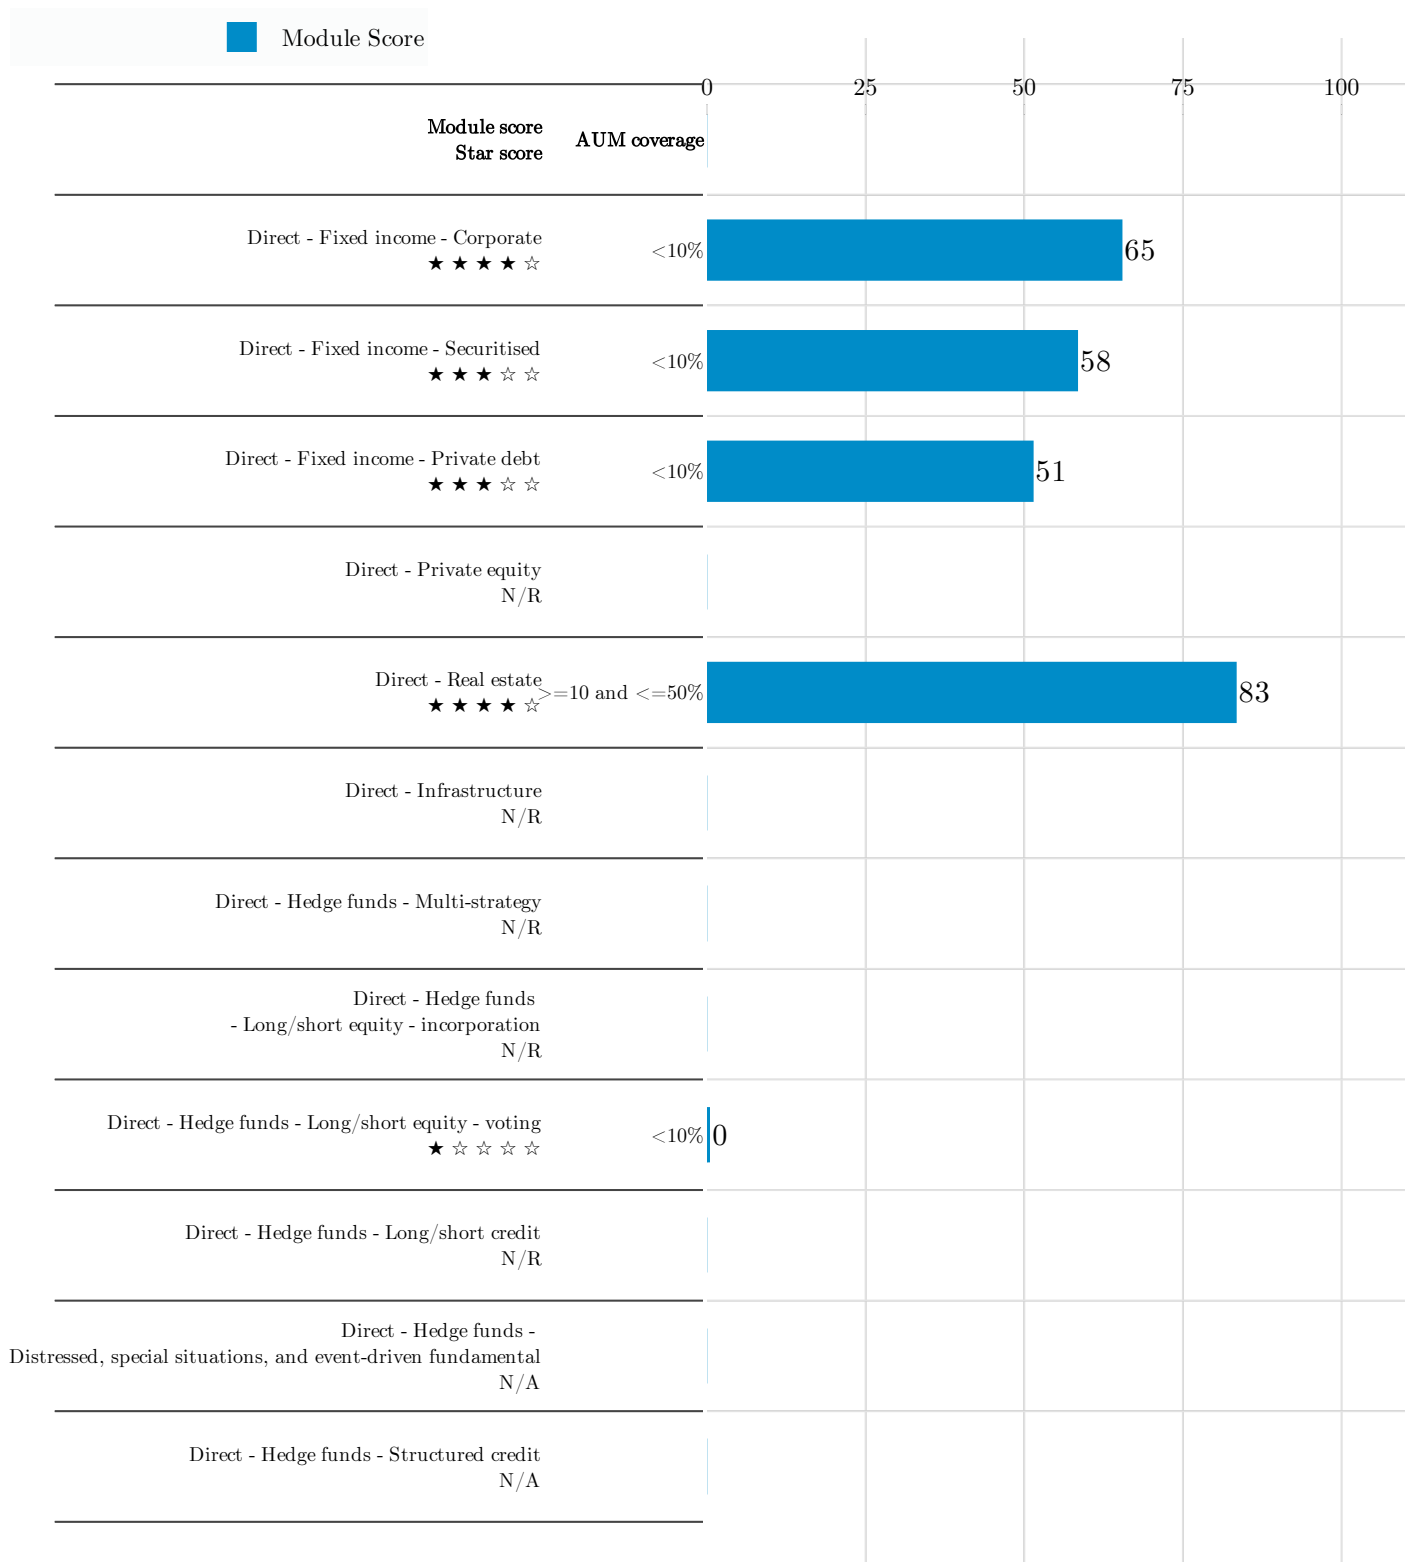 Module Score
0 25 50 75 100
Module score
Star score
AUM coverage
Direct - Fixed income - Corporate
★ ★ ★ ★ ☆
<10%
65
Direct - Fixed income - Securitised
★ ★ ★ ☆ ☆
<10%
58
Direct - Fixed income - Private debt
★ ★ ★ ☆ ☆
<10%
51
Direct - Private equity
N/R
Direct - Real estate
★ ★ ★ ★ ☆
>=10 and <=50%
83
Direct - Infrastructure
N/R
Direct - Hedge funds - Multi-strategy
N/R
Direct - Hedge funds
- Long/short equity - incorporation
N/R
Direct - Hedge funds - Long/short equity - voting
★ ☆ ☆ ☆ ☆
<10%
0
Direct - Hedge funds - Long/short credit
N/R
Direct - Hedge funds -
Distressed, special situations, and event-driven fundamental
N/A
Direct - Hedge funds - Structured credit
N/A